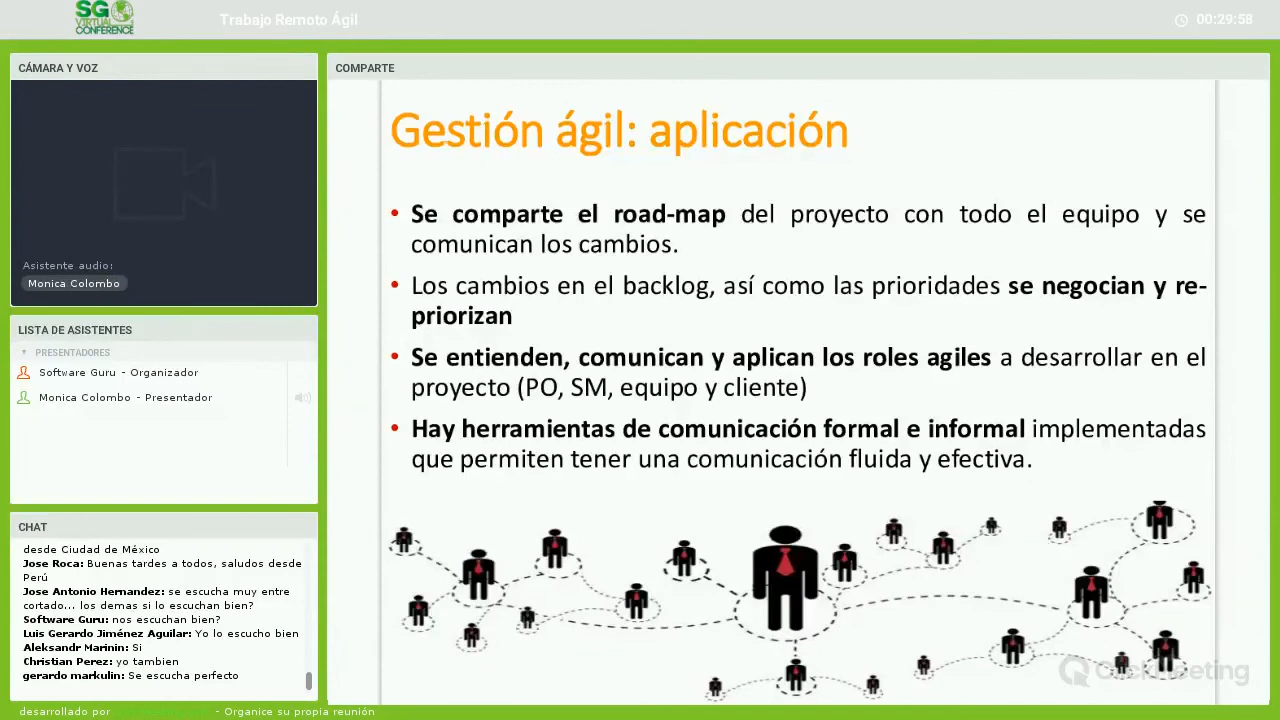 SG
VIRTUAL
CONFERENCE
Trabajo Remoto Ágil
00:29:58
CÁMARA Y VOZ
Asistente audio:
Monica Colombo
LISTA DE ASISTENTES
PRESENTADORES
Software Guru - Organizador
Monica Colombo - Presentador
CHAT
desde Ciudad de México
Jose Roca: Buenas tardes a todos, saludos desde
Perú
Jose Antonio Hernandez: se escucha muy entre
cortado... los demas si lo escuchan bien?
Software Guru: nos escuchan bien?
Luis Gerardo Jiménez Aguilar: Yo lo escucho bien
Aleksandr Marinin: Si
Christian Perez: yo tambien
gerardo markulin: Se escucha perfecto
COMPARTE
Gestión ágil: aplicación
• Se comparte el road-map del proyecto con todo el equipo y se
comunican los cambios.
• Los cambios en el backlog, así como las prioridades se negocian y re-
priorizan
• Se entienden, comunican y aplican los roles agiles a desarrollar en el
proyecto (PO, SM, equipo y cliente)
• Hay herramientas de comunicación formal e informal implementadas
que permiten tener una comunicación fluida y efectiva.
ClickMeeting
desarrollado por - Organice su propia reunión